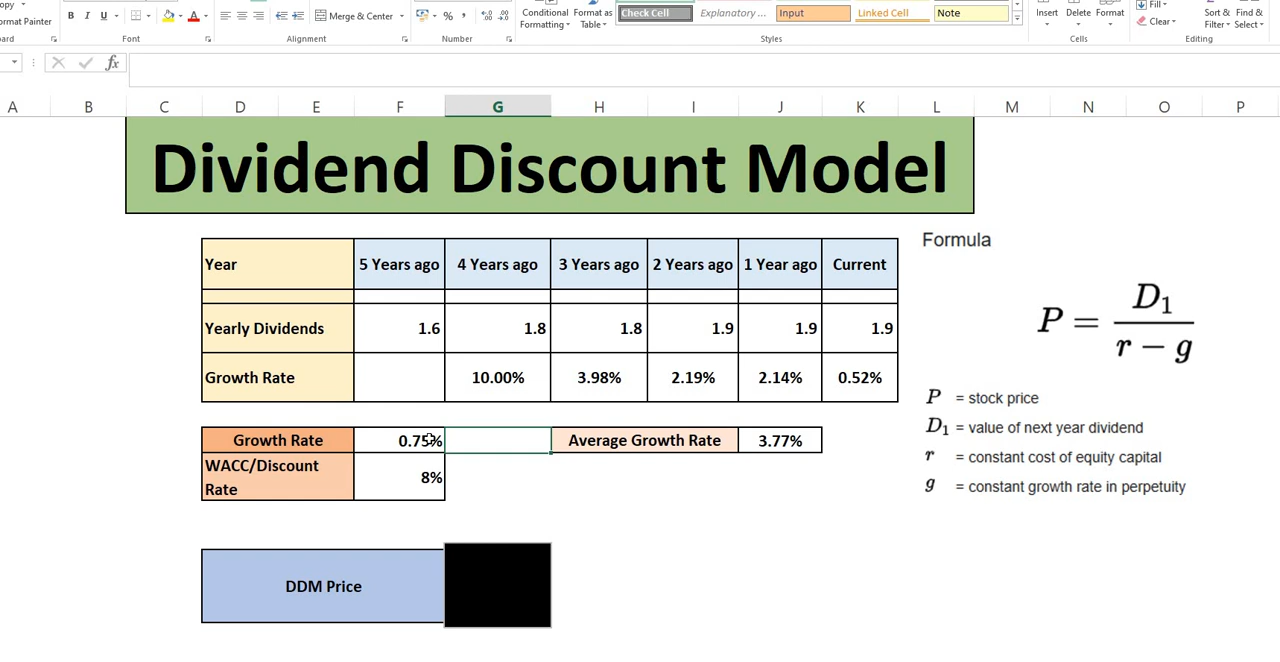 opy
ormat Painter
ard
B I U
A
Font
Merge & Center
Alignment
% ,
Number
Conditional Formatting
Format as Table
Check Cell
Explanatory ...
Input
Linked Cell
Note
Styles
Insert
Delete
Format
Cells
Fill
Clear
Sort & Filter
Find & Select
Editing
fx
A B C D E F G H I J K L M N O P
Dividend Discount Model
Year 5 Years ago 4 Years ago 3 Years ago 2 Years ago 1 Year ago Current
Yearly Dividends 1.6 1.8 1.8 1.9 1.9 1.9
Growth Rate 10.00% 3.98% 2.19% 2.14% 0.52%
Growth Rate 0.75% Average Growth Rate 3.77%
WACC/Discount
Rate 8%
DDM Price
Formula
P = D1 / r − g
P = stock price
D1 = value of next year dividend
r = constant cost of equity capital
g = constant growth rate in perpetuity